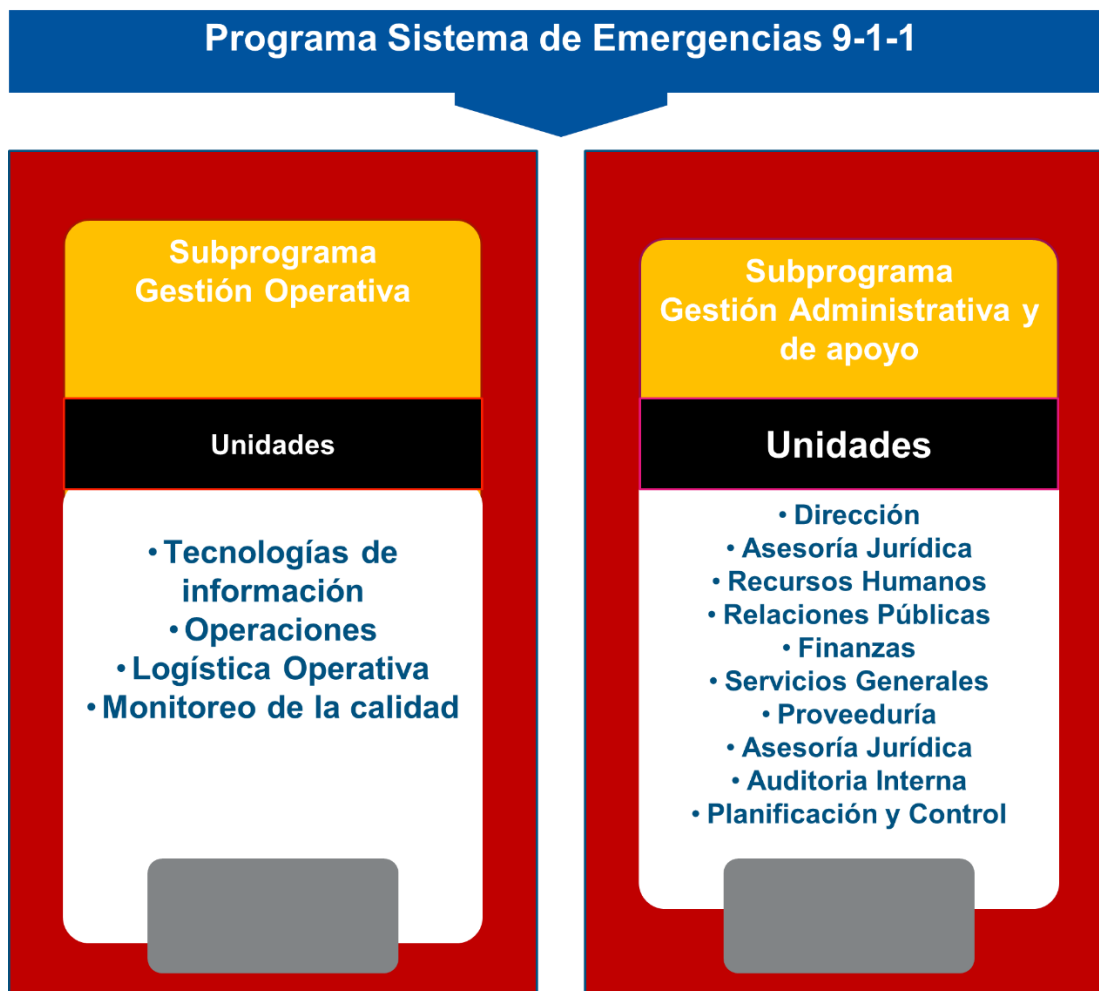 Programa Sistema de Emergencias 9-1-1
Subprograma
Gestión Operativa
Unidades
• Tecnologías de
información
• Operaciones
• Logística Operativa
• Monitoreo de la calidad
Subprograma
Gestión Administrativa y
de apoyo
Unidades
• Dirección
• Asesoría Jurídica
• Recursos Humanos
• Relaciones Públicas
• Finanzas
• Servicios Generales
• Proveeduría
• Asesoría Jurídica
• Auditoria Interna
• Planificación y Control